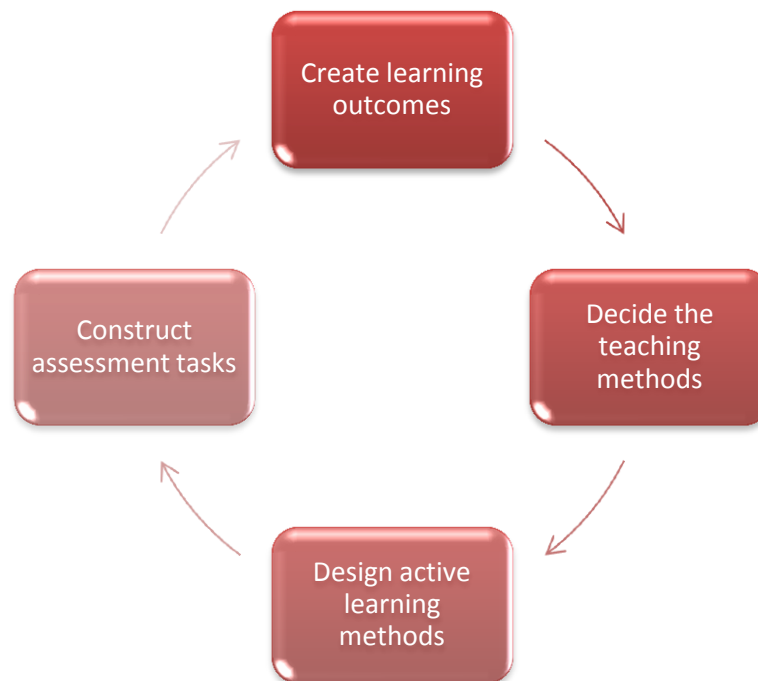 Create learning
outcomes
Decide the
teaching
methods
Design active
learning
methods
Construct
assessment tasks